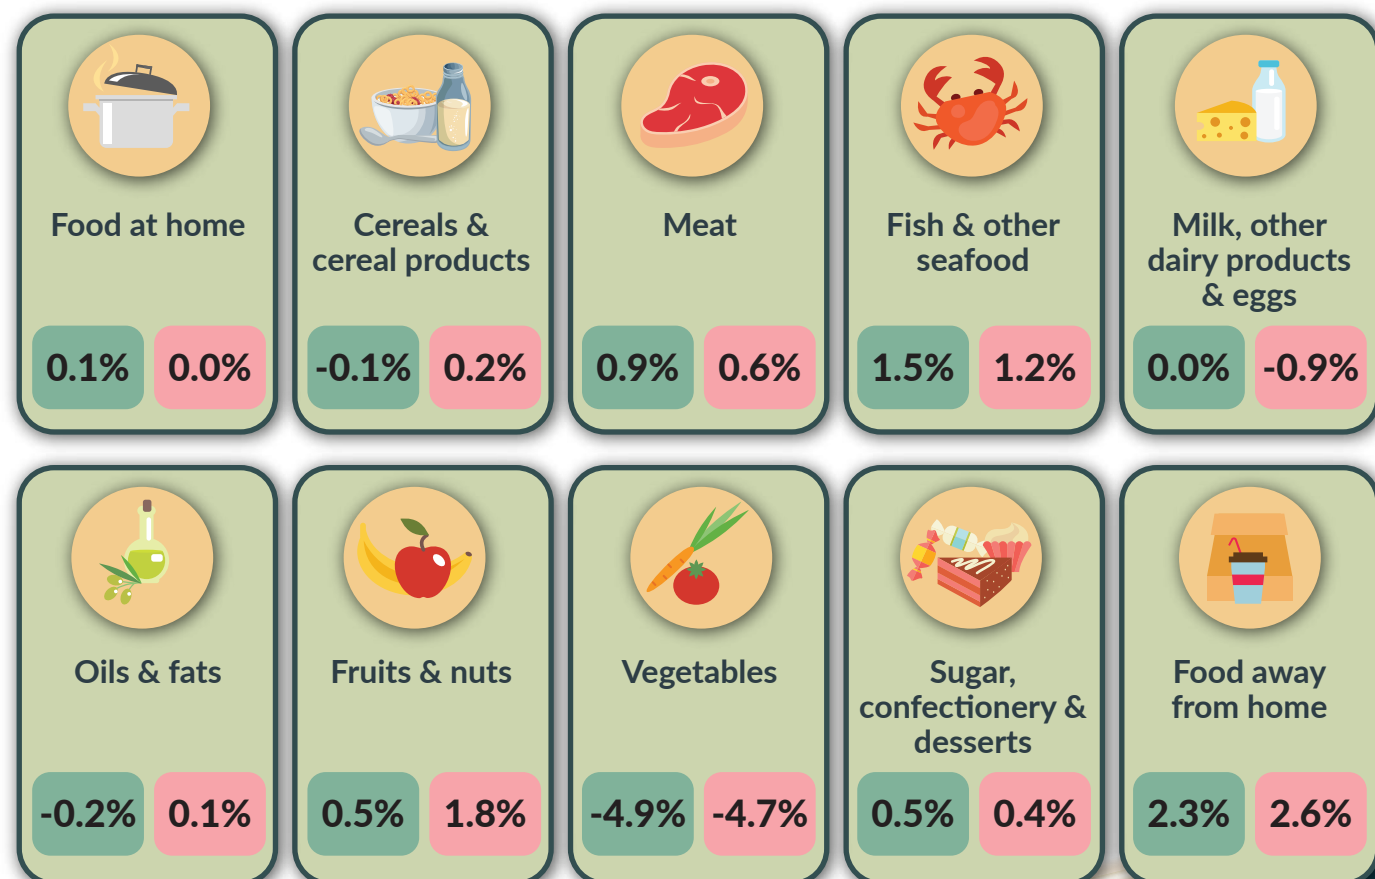 Food at home
0.1% 0.0%
Cereals &
cereal products
-0.1% 0.2%
Meat
0.9% 0.6%
Fish & other
seafood
1.5% 1.2%
Milk, other
dairy products
& eggs
0.0% -0.9%
Oils & fats
-0.2% 0.1%
Fruits & nuts
0.5% 1.8%
Vegetables
-4.9% -4.7%
Sugar,
confectionery &
desserts
0.5% 0.4%
Food away
from home
2.3% 2.6%